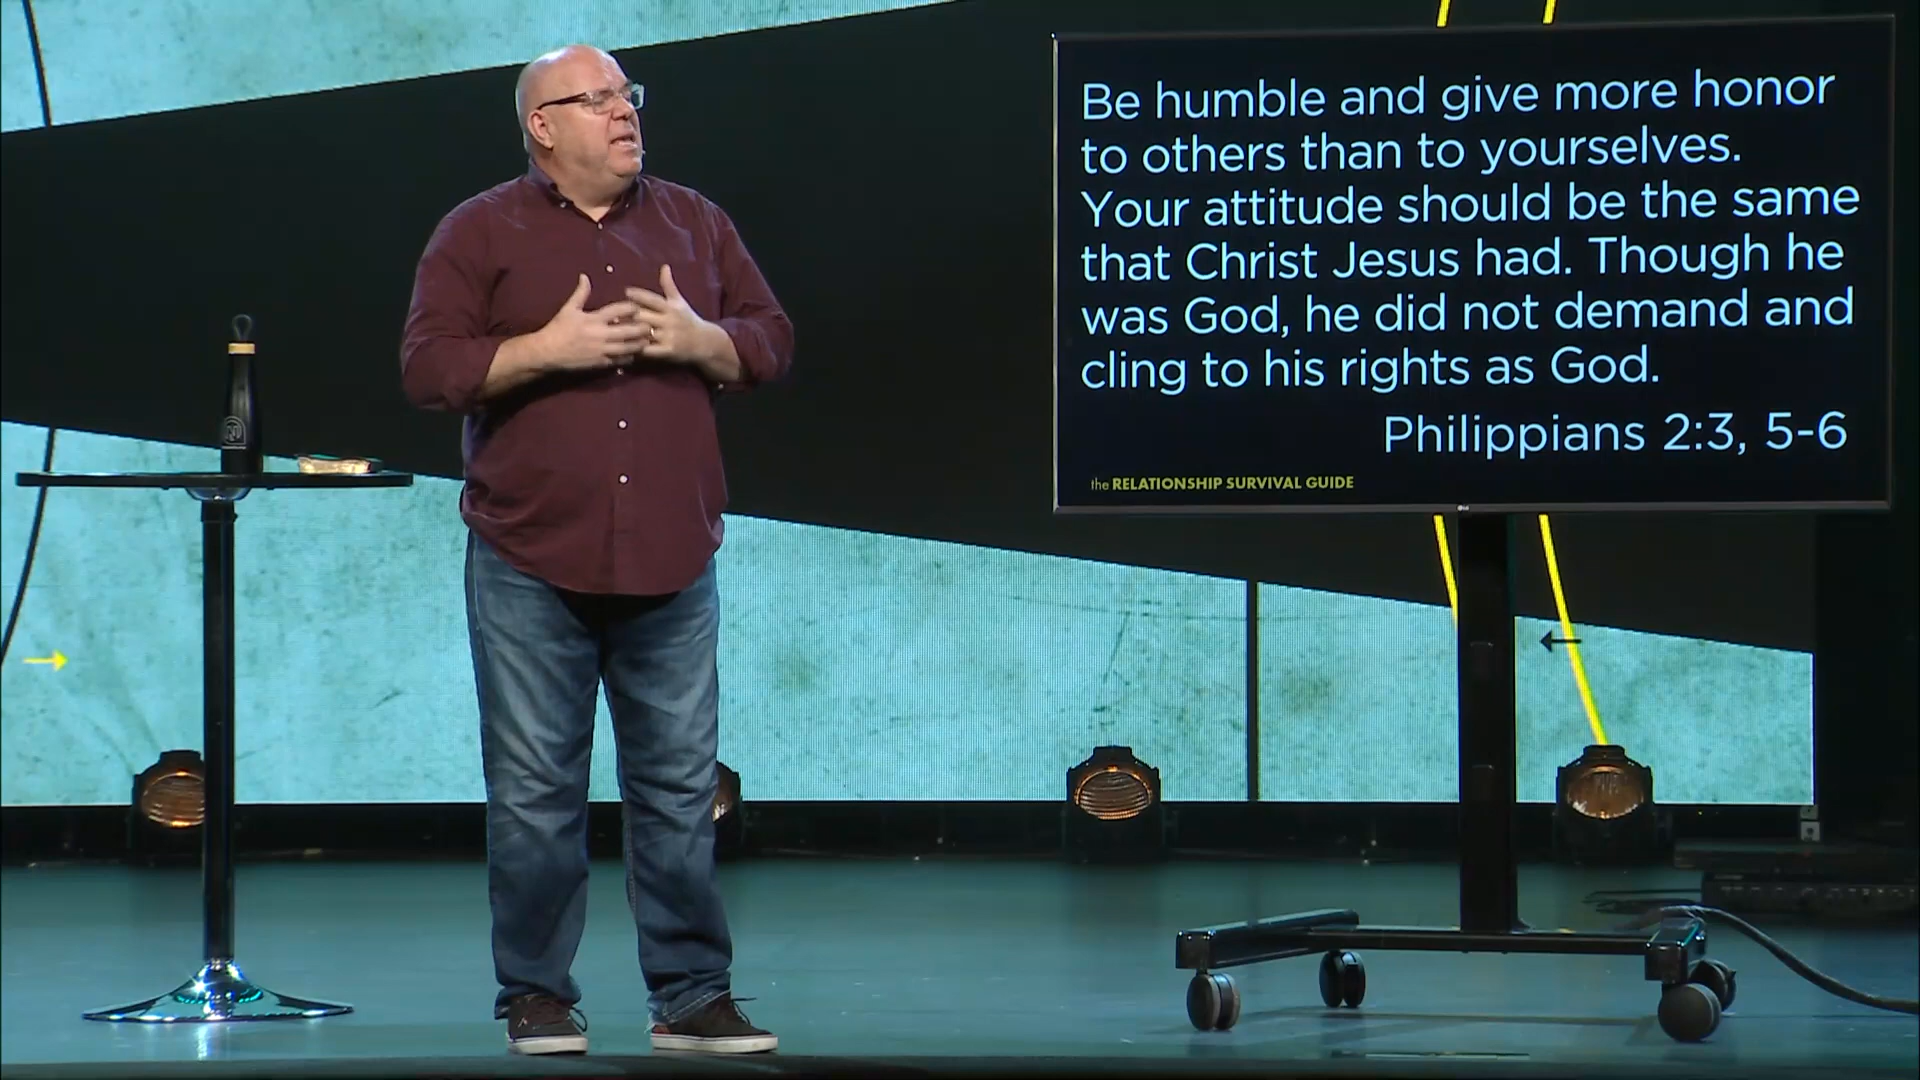 Be humble and give more honor
to others than to yourselves.
Your attitude should be the same
that Christ Jesus had. Though he
was God, he did not demand and
cling to his rights as God.
Philippians 2:3, 5-6
the RELATIONSHIP SURVIVAL GUIDE